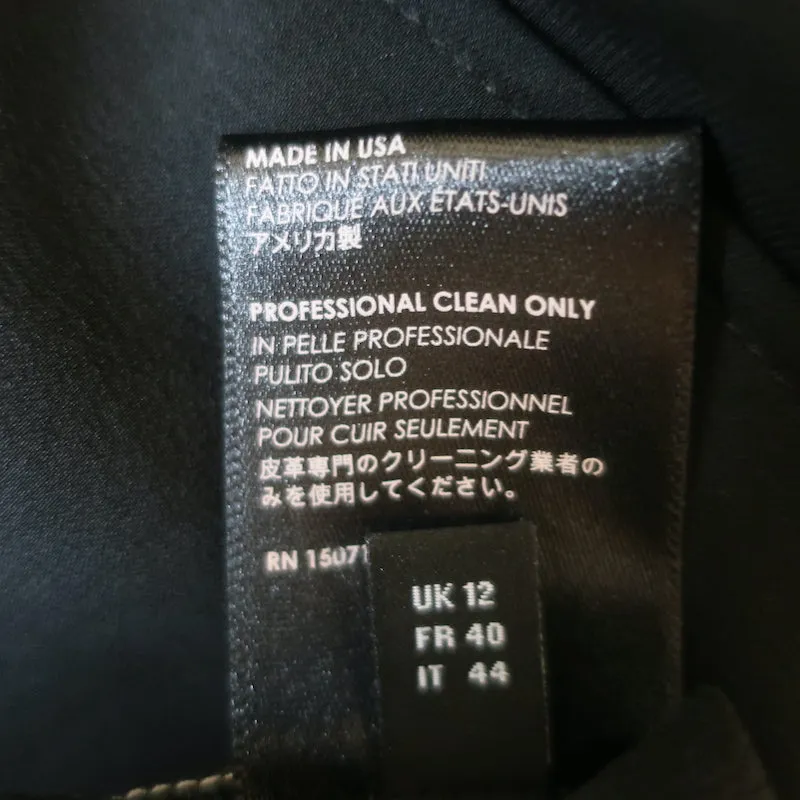 MADE IN USA
FATTO IN STATI UNITI
FABRIQUE AUX ÉTATS-UNIS
アメリカ製
PROFESSIONAL CLEAN ONLY
IN PELLE PROFESSIONALE
PULITO SOLO
NETTOYER PROFESSIONNEL
POUR CUIR SEULEMENT
皮革専門のクリーニング業者の
みを使用してください。
RN 15071
UK 12
FR 40
IT 44